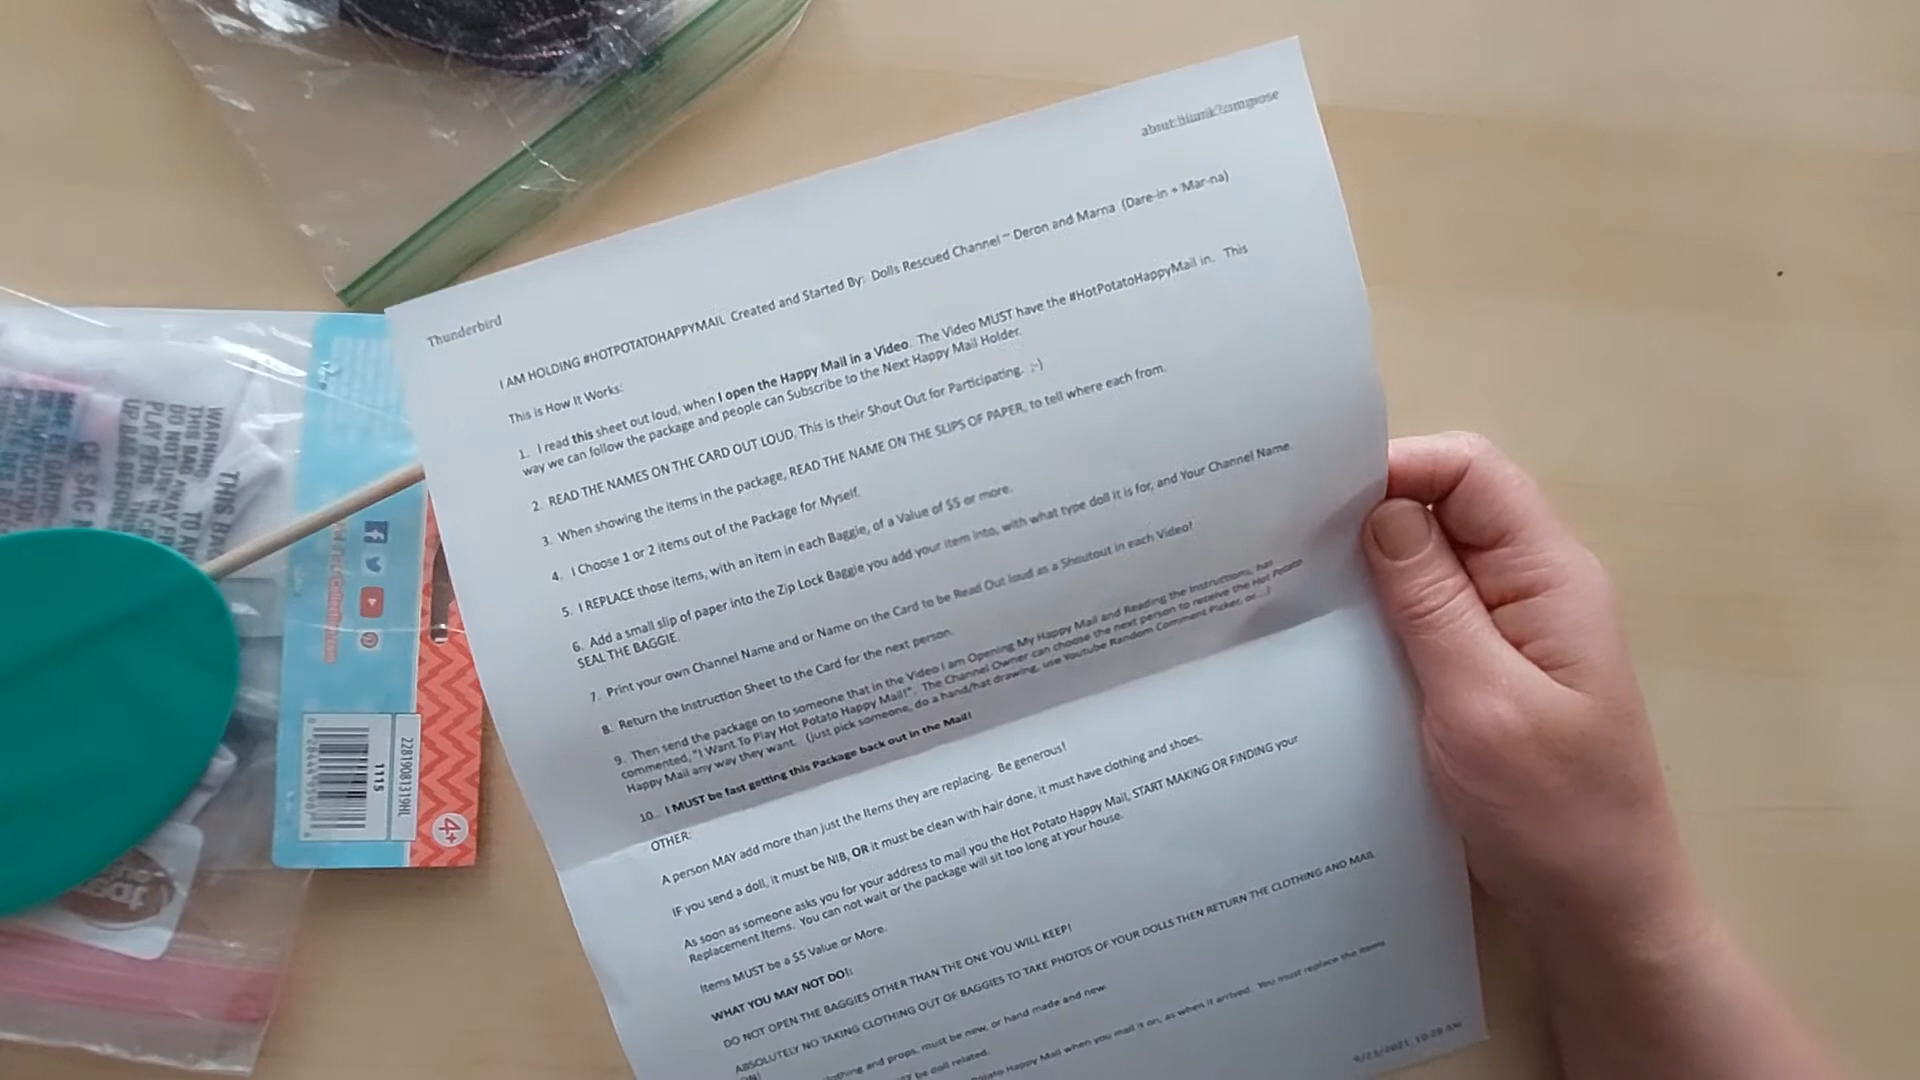 Thunderbird
about:blank?compose
I AM HOLDING #HOTPOTATOHAPPYMAIL Created and Started By: Dolls Rescued Channel ~ Deron and Marna (Dare-in + Mar-na)
This is How It Works:
1. I read this sheet out loud, when I open the Happy Mail in a Video. The Video MUST have the #HotPotatoHappyMail in. This
way we can follow the package and people can Subscribe to the Next Happy Mail Holder.
2. READ THE NAMES ON THE CARD OUT LOUD, This is their Shout Out for Participating. ;-)
3. When showing the items in the package, READ THE NAME ON THE SLIPS OF PAPER, to tell where each from.
4. I Choose 1 or 2 items out of the Package for Myself.
5. I REPLACE those items, with an item in each Baggie, of a Value of $5 or more.
6. Add a small slip of paper into the Zip Lock Baggie you add your item into, with what type doll it is for, and Your Channel Name.
SEAL THE BAGGIE.
7. Print your own Channel Name and or Name on the Card to be Read Out loud as a Shoutout in each Video!
8. Return the Instruction Sheet to the Card for the next person.
9. Then send the package on to someone that in the Video I am Opening My Happy Mail and Reading the Instructions, has
commented, "I Want To Play Hot Potato Happy Mail!". The Channel Owner can choose the next person to receive the Hot Potato
Happy Mail any way they want. (just pick someone, do a hand/hat drawing, use Youtube Random Comment Picker, or...)
10. I MUST be fast getting this Package back out in the Mail!
OTHER:
A person MAY add more than just the Items they are replacing. Be generous!
IF you send a doll, it must be NIB, OR it must be clean with hair done, it must have clothing and shoes.
As soon as someone asks you for your address to mail you the Hot Potato Happy Mail, START MAKING OR FINDING your
Replacement Items. You can not wait or the package will sit too long at your house.
Items MUST be a $5 Value or More.
WHAT YOU MAY NOT DO!:
DO NOT OPEN THE BAGGIES OTHER THAN THE ONE YOU WILL KEEP!
ABSOLUTELY NO TAKING CLOTHING OUT OF BAGGIES TO TAKE PHOTOS OF YOUR DOLLS THEN RETURN THE CLOTHING AND MAIL
ON!
clothing and props, must be new, or hand made and new.
be doll related.
Potato Happy Mail when you mail it on, as when it arrived. You must replace the items
9/23/2021, 10:28 AM
WARNING
THIS BAG
22819081319HL
1115
4+